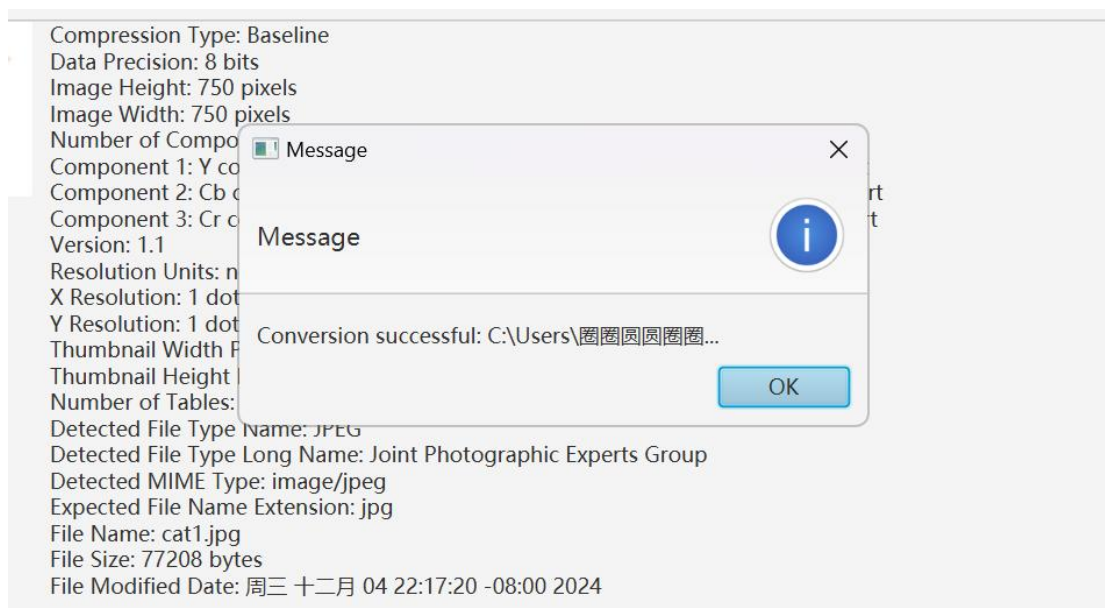 Compression Type: Baseline
Data Precision: 8 bits
Image Height: 750 pixels
Image Width: 750 pixels
Number of
Component 1: Y
Component 2: Cb
rt
Component 3: Cr
t
Version: 1.1
Resolution Units:
X Resolution: 1
Y Resolution: 1
Thumbnail Width
Thumbnail Height
Number of Tables:
Message
Message
Conversion successful: C:\Users\圈圈圆圆圈圈...
OK
Detected File Type Name: JPEG
Detected File Type Long Name: Joint Photographic Experts Group
Detected MIME Type: image/jpeg
Expected File Name Extension: jpg
File Name: cat1.jpg
File Size: 77208 bytes
File Modified Date: 周三 十二月 04 22:17:20 -08:00 2024